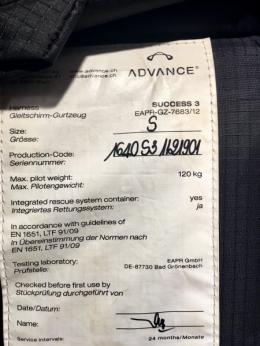 www.advance.ch
ADVANCE®
Harness
Gleitschirm-Gurtzeug
SUCCESS 3
EAPR-GZ-7683/12
Size:
Grösse:
S
Production-Code:
Seriennummer:
Max. pilot weight:
Max. Pilotengewicht:
120 kg
Integrated rescue system container:
Integriertes Rettungssystem:
yes
ja
In accordance with guidelines of
EN 1651, LTF 91/09
In Übereinstimmung der Normen nach
EN 1651, LTF 91/09
Testing laboratory:
Prüfstelle:
EAPR GmbH
DE-87730 Bad Grönenbach
Checked before first use by
Stückprüfung durchgeführt von
Date/Datum:
Name:
Service intervals:
24 months/Monate